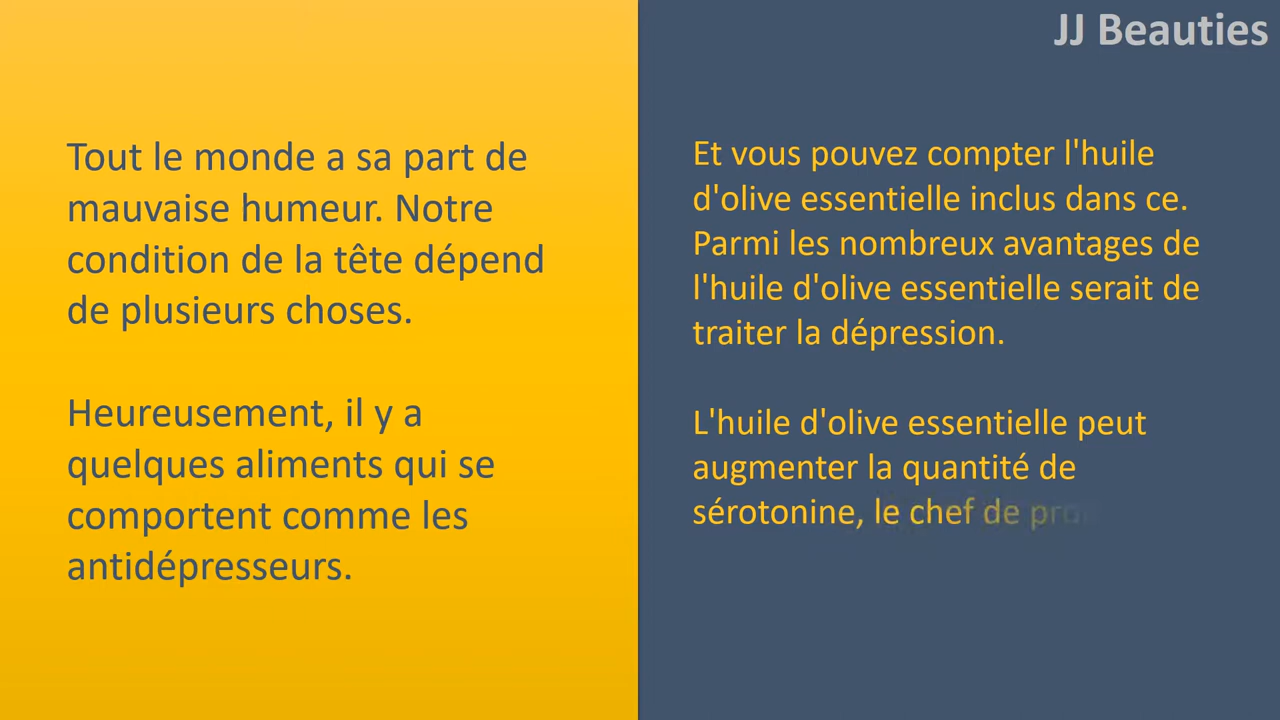 JJ Beauties
Tout le monde a sa part de
mauvaise humeur. Notre
condition de la tête dépend
de plusieurs choses.
Heureusement, il y a
quelques aliments qui se
comportent comme les
antidépresseurs.
Et vous pouvez compter l'huile
d'olive essentielle inclus dans ce.
Parmi les nombreux avantages de
l'huile d'olive essentielle serait de
traiter la dépression.
L'huile d'olive essentielle peut
augmenter la quantité de
sérotonine, le chef de